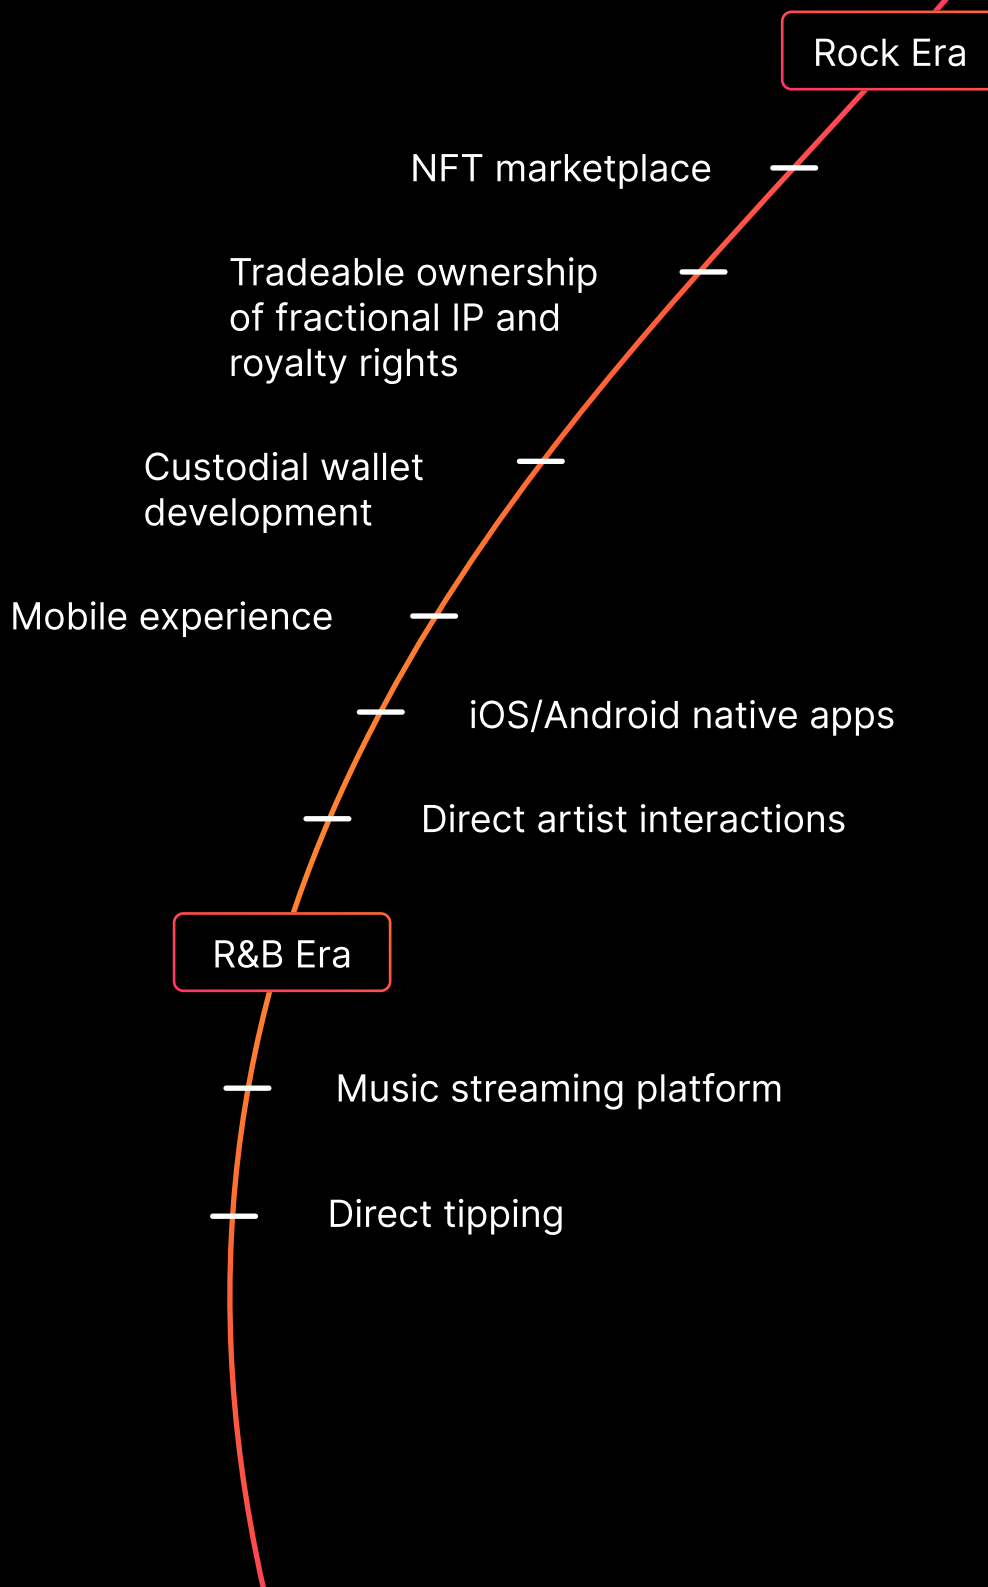 Rock Era
NFT marketplace
Tradeable ownership
of fractional IP and
royalty rights
Custodial wallet
development
Mobile experience
iOS/Android native apps
Direct artist interactions
R&B Era
Music streaming platform
Direct tipping